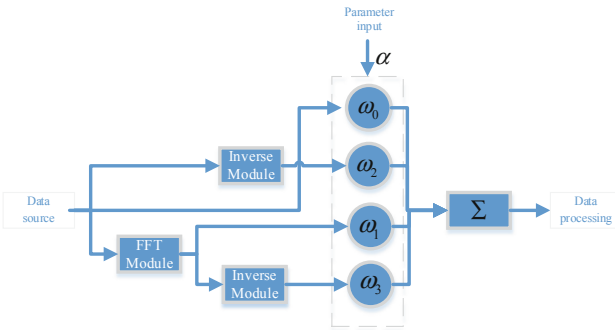 Parameter
input
α
ω0
Inverse
Module
ω2
Data
source
ω1
Σ
Data
processing
FFT
Module
Inverse
Module
ω3